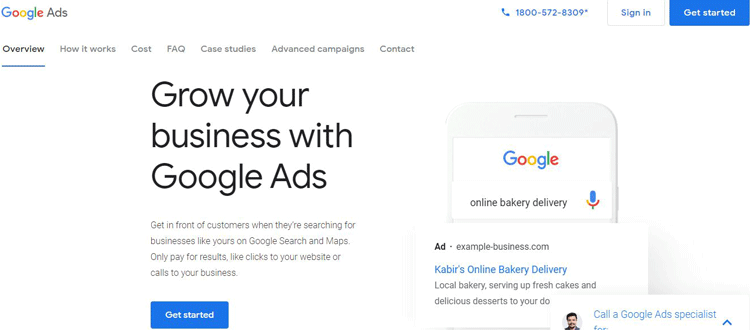 Google Ads
1800-572-8309*
Sign in
Get started
Overview
How it works
Cost
FAQ
Case studies
Advanced campaigns
Contact
Grow your
business with
Google Ads
Get in front of customers when they're searching for
businesses like yours on Google Search and Maps.
Only pay for results, like clicks to your website or
calls to your business.
Get started
Google
online bakery delivery
Ad · example-business.com
Kabir's Online Bakery Delivery
Local bakery, serving up fresh cakes and
delicious desserts to your do
Call a Google Ads specialist
for